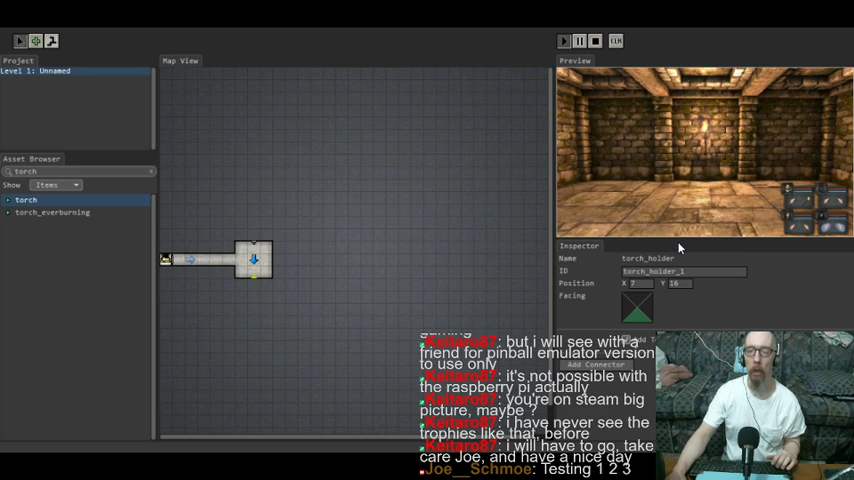 CLR
Project
Map View
Preview
Level 1: Unnamed
Asset Browser
torch
Show Items
torch
torch_everburning
Inspector
Name torch_holder
ID torch_holder_1
Position X 7 Y 16
Facing
Add Connector
Keitaro87: but i will see with a
friend for pinball emulator version
to use only
Keitaro87: it's not possible with
the raspberry pi actually
Keitaro87: you're on steam big
picture, maybe ?
Keitaro87: i have never see the
trophies like that, before
Keitaro87: i will have to go, take
care Joe, and have a nice day
Joe__Schmoe: Testing 1 2 3